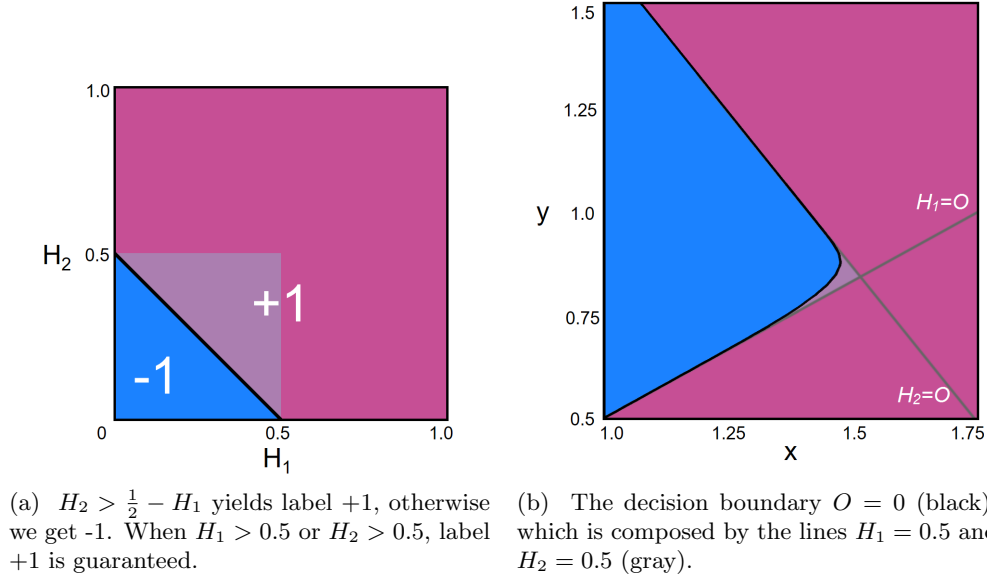 1.0
H2
0.5
+1
-1
0
0.5
1.0
H1
1.5
1.25
y
1.0
H1=O
0.75
H2=O
0.5
1.0
1.25
1.5
1.75
x
(a) H2 > 1/2 − H1 yields label +1, otherwise
we get -1. When H1 > 0.5 or H2 > 0.5, label
+1 is guaranteed.
(b) The decision boundary O = 0 (black)
which is composed by the lines H1 = 0.5 and
H2 = 0.5 (gray).